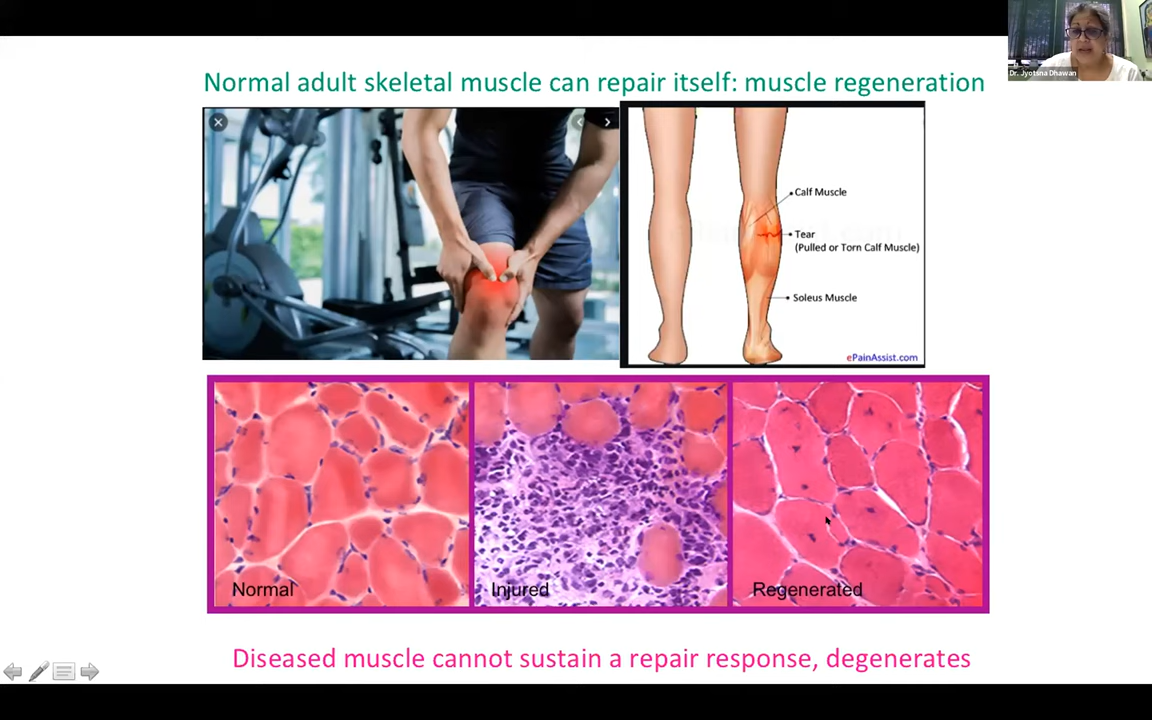 Dr. Jyotsna Dhawan
Normal adult skeletal muscle can repair itself: muscle regeneration
Calf Muscle
Tear
(Pulled or Torn Calf Muscle)
Soleus Muscle
ePainAssist.com
Normal
Injured
Regenerated
Diseased muscle cannot sustain a repair response, degenerates